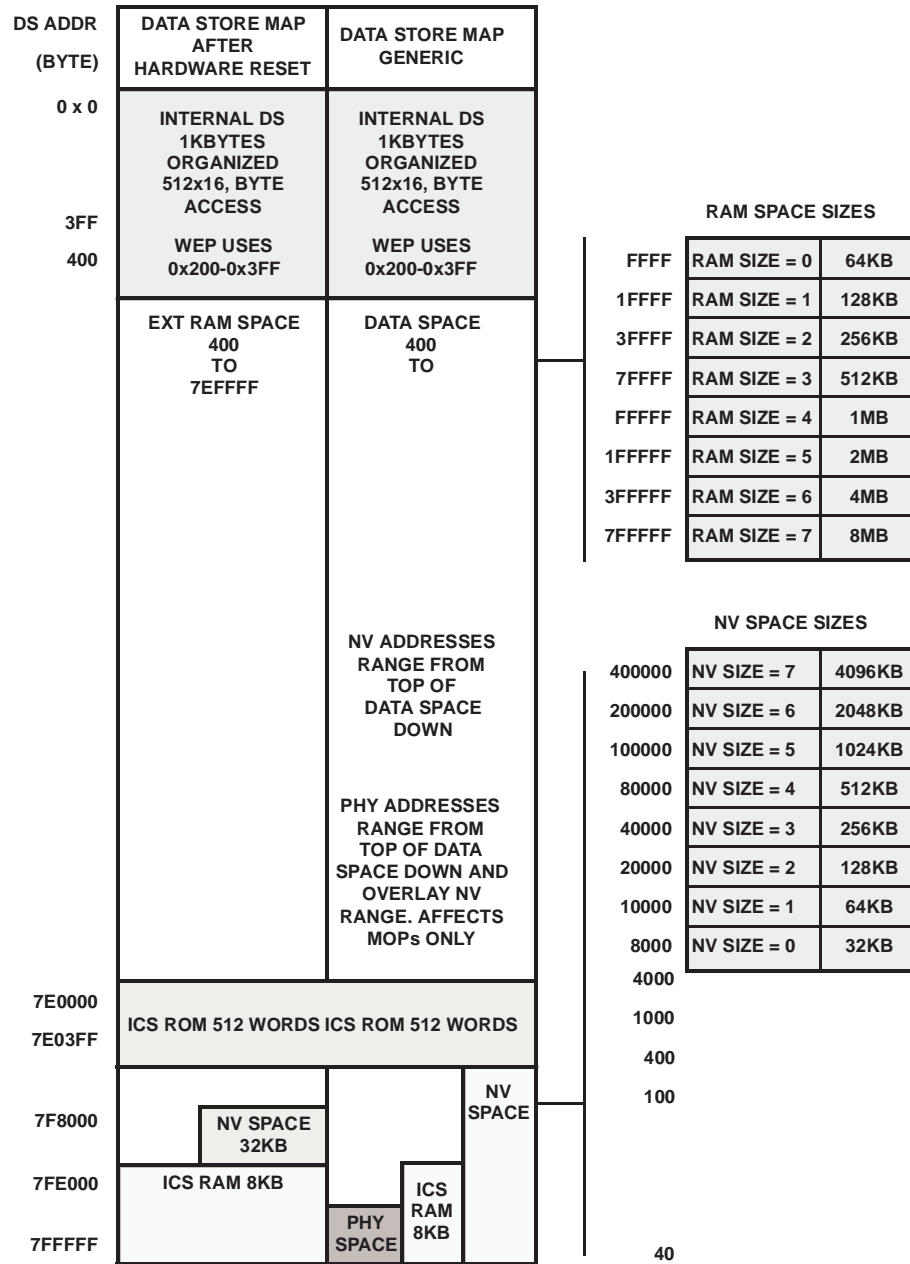 DS ADDR
(BYTE)
DATA STORE MAP
AFTER
HARDWARE RESET
DATA STORE MAP
GENERIC
0 x 0
3FF
400
INTERNAL DS
1KBYTES
ORGANIZED
512x16, BYTE
ACCESS
WEP USES
0x200-0x3FF
INTERNAL DS
1KBYTES
ORGANIZED
512x16, BYTE
ACCESS
WEP USES
0x200-0x3FF
EXT RAM SPACE
400
TO
7EFFFF
DATA SPACE
400
TO
NV ADDRESSES
RANGE FROM
TOP OF
DATA SPACE
DOWN
PHY ADDRESSES
RANGE FROM
TOP OF DATA
SPACE DOWN AND
OVERLAY NV
RANGE. AFFECTS
MOPs ONLY
7E0000
7E03FF
ICS ROM 512 WORDS ICS ROM 512 WORDS
7F8000
7FE000
7FFFFF
NV SPACE
32KB
ICS RAM 8KB
PHY
SPACE
ICS
RAM
8KB
NV
SPACE
RAM SPACE SIZES
FFFF RAM SIZE = 0 64KB
1FFFF RAM SIZE = 1 128KB
3FFFF RAM SIZE = 2 256KB
7FFFF RAM SIZE = 3 512KB
FFFFF RAM SIZE = 4 1MB
1FFFFF RAM SIZE = 5 2MB
3FFFFF RAM SIZE = 6 4MB
7FFFFF RAM SIZE = 7 8MB
NV SPACE SIZES
400000 NV SIZE = 7 4096KB
200000 NV SIZE = 6 2048KB
100000 NV SIZE = 5 1024KB
80000 NV SIZE = 4 512KB
40000 NV SIZE = 3 256KB
20000 NV SIZE = 2 128KB
10000 NV SIZE = 1 64KB
8000 NV SIZE = 0 32KB
4000
1000
400
100
40